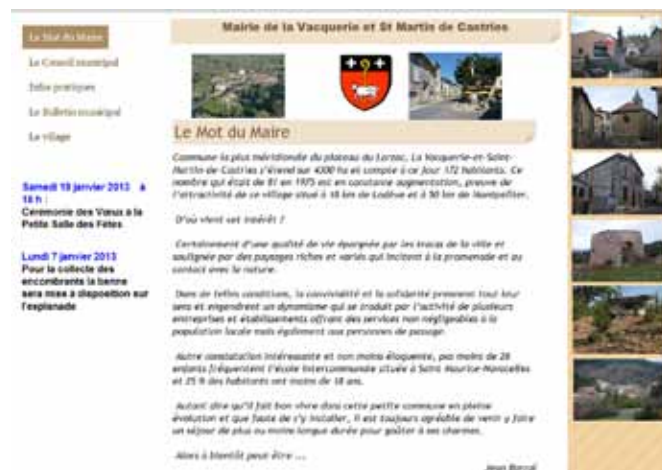 Mairie de la Vacquerie et St Martin de Castries
Le Mot du Maire
Le Conseil municipal
Infos pratiques
Le Bulletin municipal
Le village
Samedi 19 janvier 2013 à
18 h :
Cérémonie des Vœux à la
Petite Salle des Fêtes
Lundi 7 janvier 2013
Pour la collecte des
encombrants la benne
sera mise à disposition sur
l'esplanade
Le Mot du Maire
Commune la plus méridionale du plateau du Larzac, La Vacquerie-et-Saint-
Martin-de-Castries s'étend sur 4300 ha et compte à ce jour 172 habitants. Ce
nombre qui était de 81 en 1975 est en constante augmentation, preuve de
l'attractivité de ce village situé à 18 km de Lodève et à 50 km de Montpellier.
D'où vient cet intérêt ?
Certainement d'une qualité de vie épargnée par les tracas de la ville et
soulignée par des paysages riches et variés qui incitent à la promenade et au
contact avec la nature.
Dans de telles conditions, la convivialité et la solidarité prennent tout leur
sens et engendrent un dynamisme qui se traduit par l'activité de plusieurs
entreprises et établissements offrant des services non négligeables à la
population locale mais également aux personnes de passage.
Autre constatation intéressante et non moins éloquente, pas moins de 28
enfants fréquentent l'école intercommunale située à Saint Maurice-Navacelles
et 25 % des habitants ont moins de 18 ans.
Autant dire qu'il fait bon vivre dans cette petite commune en pleine
évolution et que faute de s'y installer, il est toujours agréable de venir y faire
un séjour de plus ou moins longue durée pour goûter à ses charmes.
Alors à bientôt peut être ...
Jean